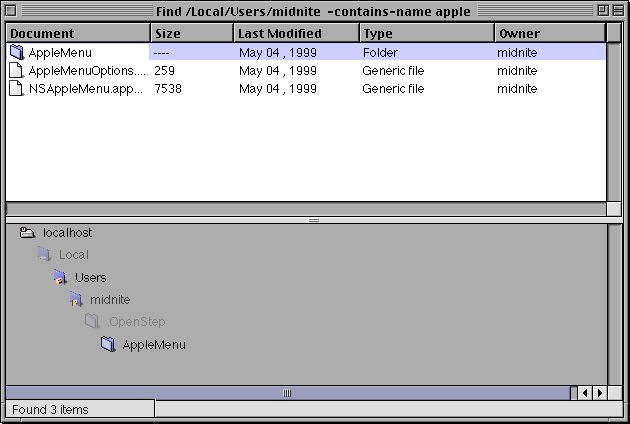 Find /Local/Users/midnite -contains-name apple
Document Size Last Modified Type Owner
AppleMenu ---- May 04 , 1999 Folder midnite
AppleMenuOptions.... 259 May 04 , 1999 Generic file midnite
NSAppleMenu.app... 7538 May 04 , 1999 Generic file midnite
localhost
Local
Users
midnite
.OpenStep
AppleMenu
Found 3 items